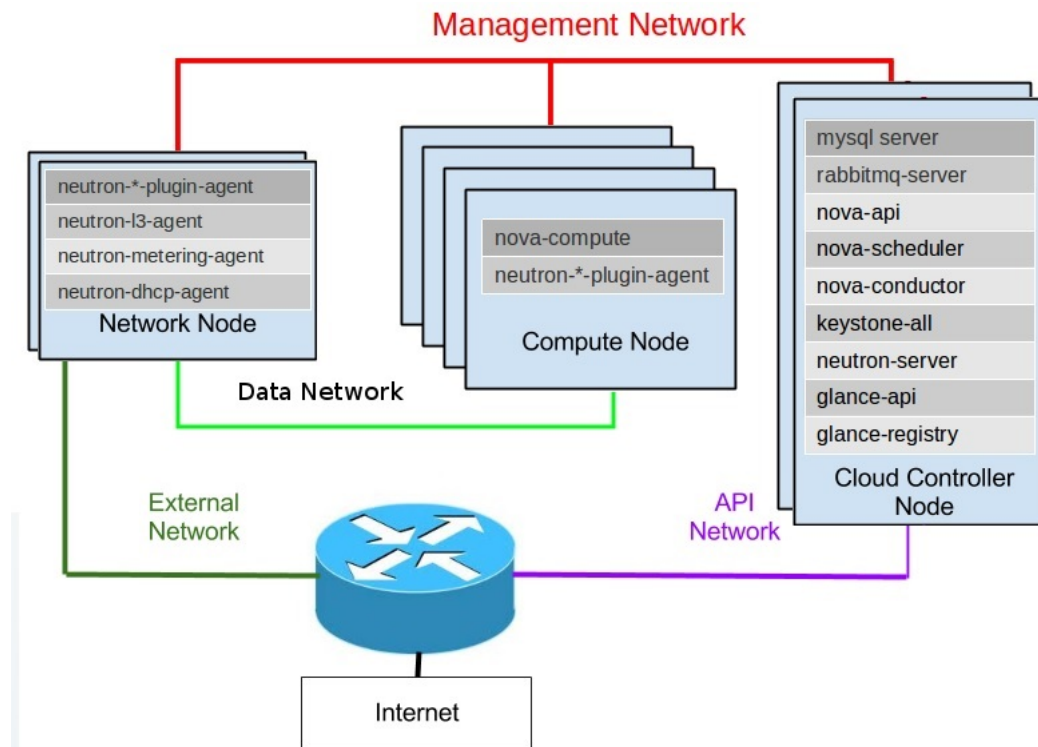 Management Network
neutron-*-plugin-agent
neutron-l3-agent
neutron-metering-agent
neutron-dhcp-agent
Network Node
nova-compute
neutron-*-plugin-agent
Compute Node
mysql server
rabbitmq-server
nova-api
nova-scheduler
nova-conductor
keystone-all
neutron-server
glance-api
glance-registry
Cloud Controller
Node
Data Network
External
Network
API
Network
Internet